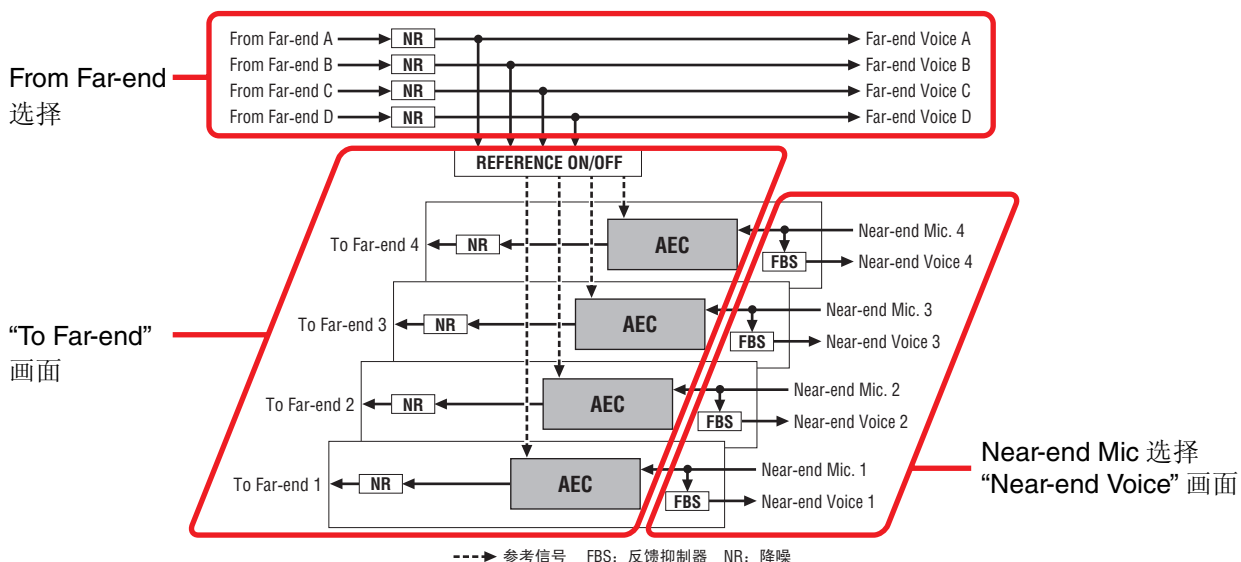 From Far-end A NR Far-end Voice A
From Far-end B NR Far-end Voice B
From Far-end C NR Far-end Voice C
From Far-end D NR Far-end Voice D
From Far-end
选择
REFERENCE ON/OFF
To Far-end 4 NR AEC Near-end Mic. 4
FBS Near-end Voice 4
To Far-end 3 NR AEC Near-end Mic. 3
FBS Near-end Voice 3
“To Far-end”
画面
To Far-end 2 NR AEC Near-end Mic. 2
FBS Near-end Voice 2
To Far-end 1 NR AEC Near-end Mic. 1
FBS Near-end Voice 1
Near-end Mic 选择
“Near-end Voice” 画面
参考信号 FBS：反馈抑制器 NR：降噪